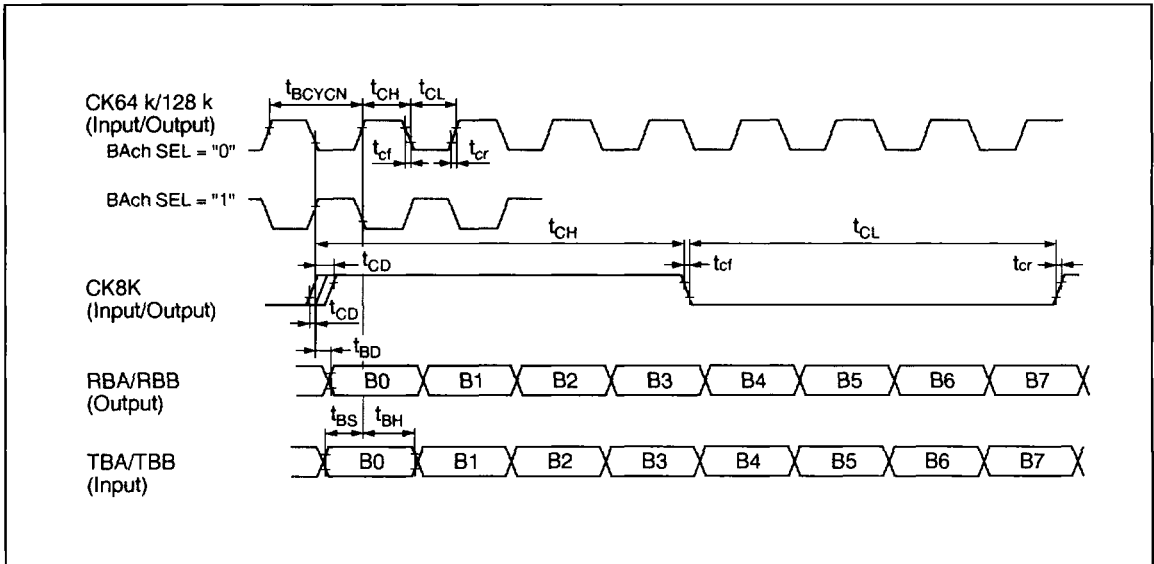 tBCYCN tCH tCL
CK64 k/128 k
(Input/Output)
BAch SEL = "0"
tcf tcr
BAch SEL = "1"
tCH tCL
tCD tcf tcr
CK8K
(Input/Output)
tCD
tBD
RBA/RBB
(Output)
B0 B1 B2 B3 B4 B5 B6 B7
tBS tBH
TBA/TBB
(Input)
B0 B1 B2 B3 B4 B5 B6 B7